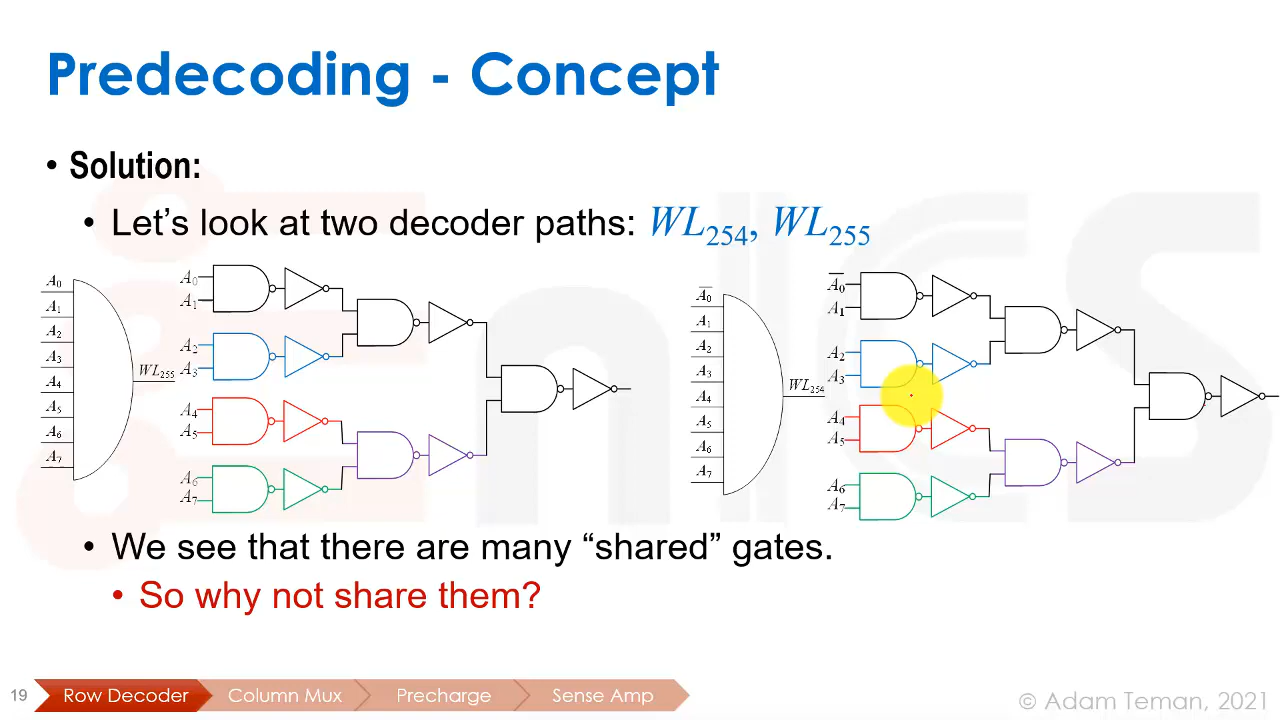 Predecoding - Concept
• Solution:
• Let's look at two decoder paths: WL₂₅₄, WL₂₅₅
A₀
A₁
A₂
A₃
A₄
A₅
A₆
A₇
WL₂₅₅
A₀
A₁
A₂
A₃
A₄
A₅
A₆
A₇
A̅₀
A₁
A₂
A₃
A₄
A₅
A₆
A₇
WL₂₅₄
A̅₀
A₁
A₂
A₃
A₄
A₅
A₆
A₇
• We see that there are many “shared” gates.
• So why not share them?
19 Row Decoder Column Mux Precharge Sense Amp © Adam Teman, 2021